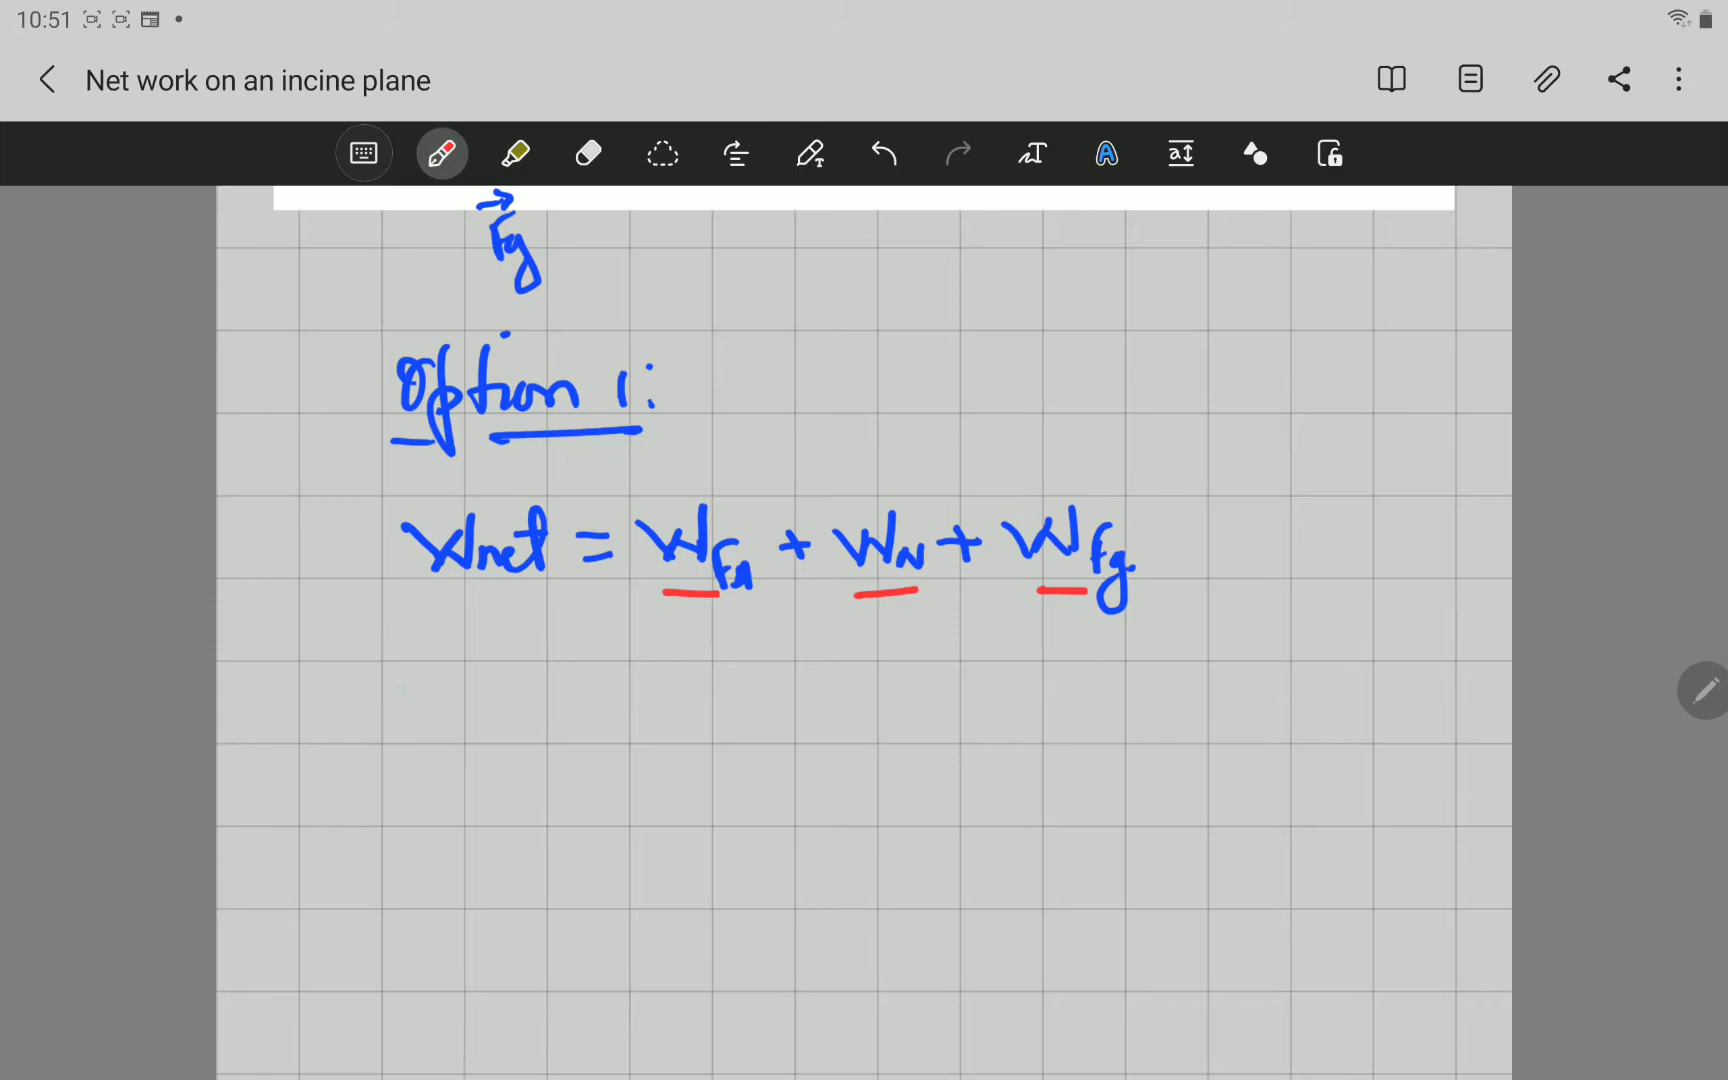 10:51
Net work on an incine plane
Fg
Option 1:
Wnet = WFA + WN + WFg